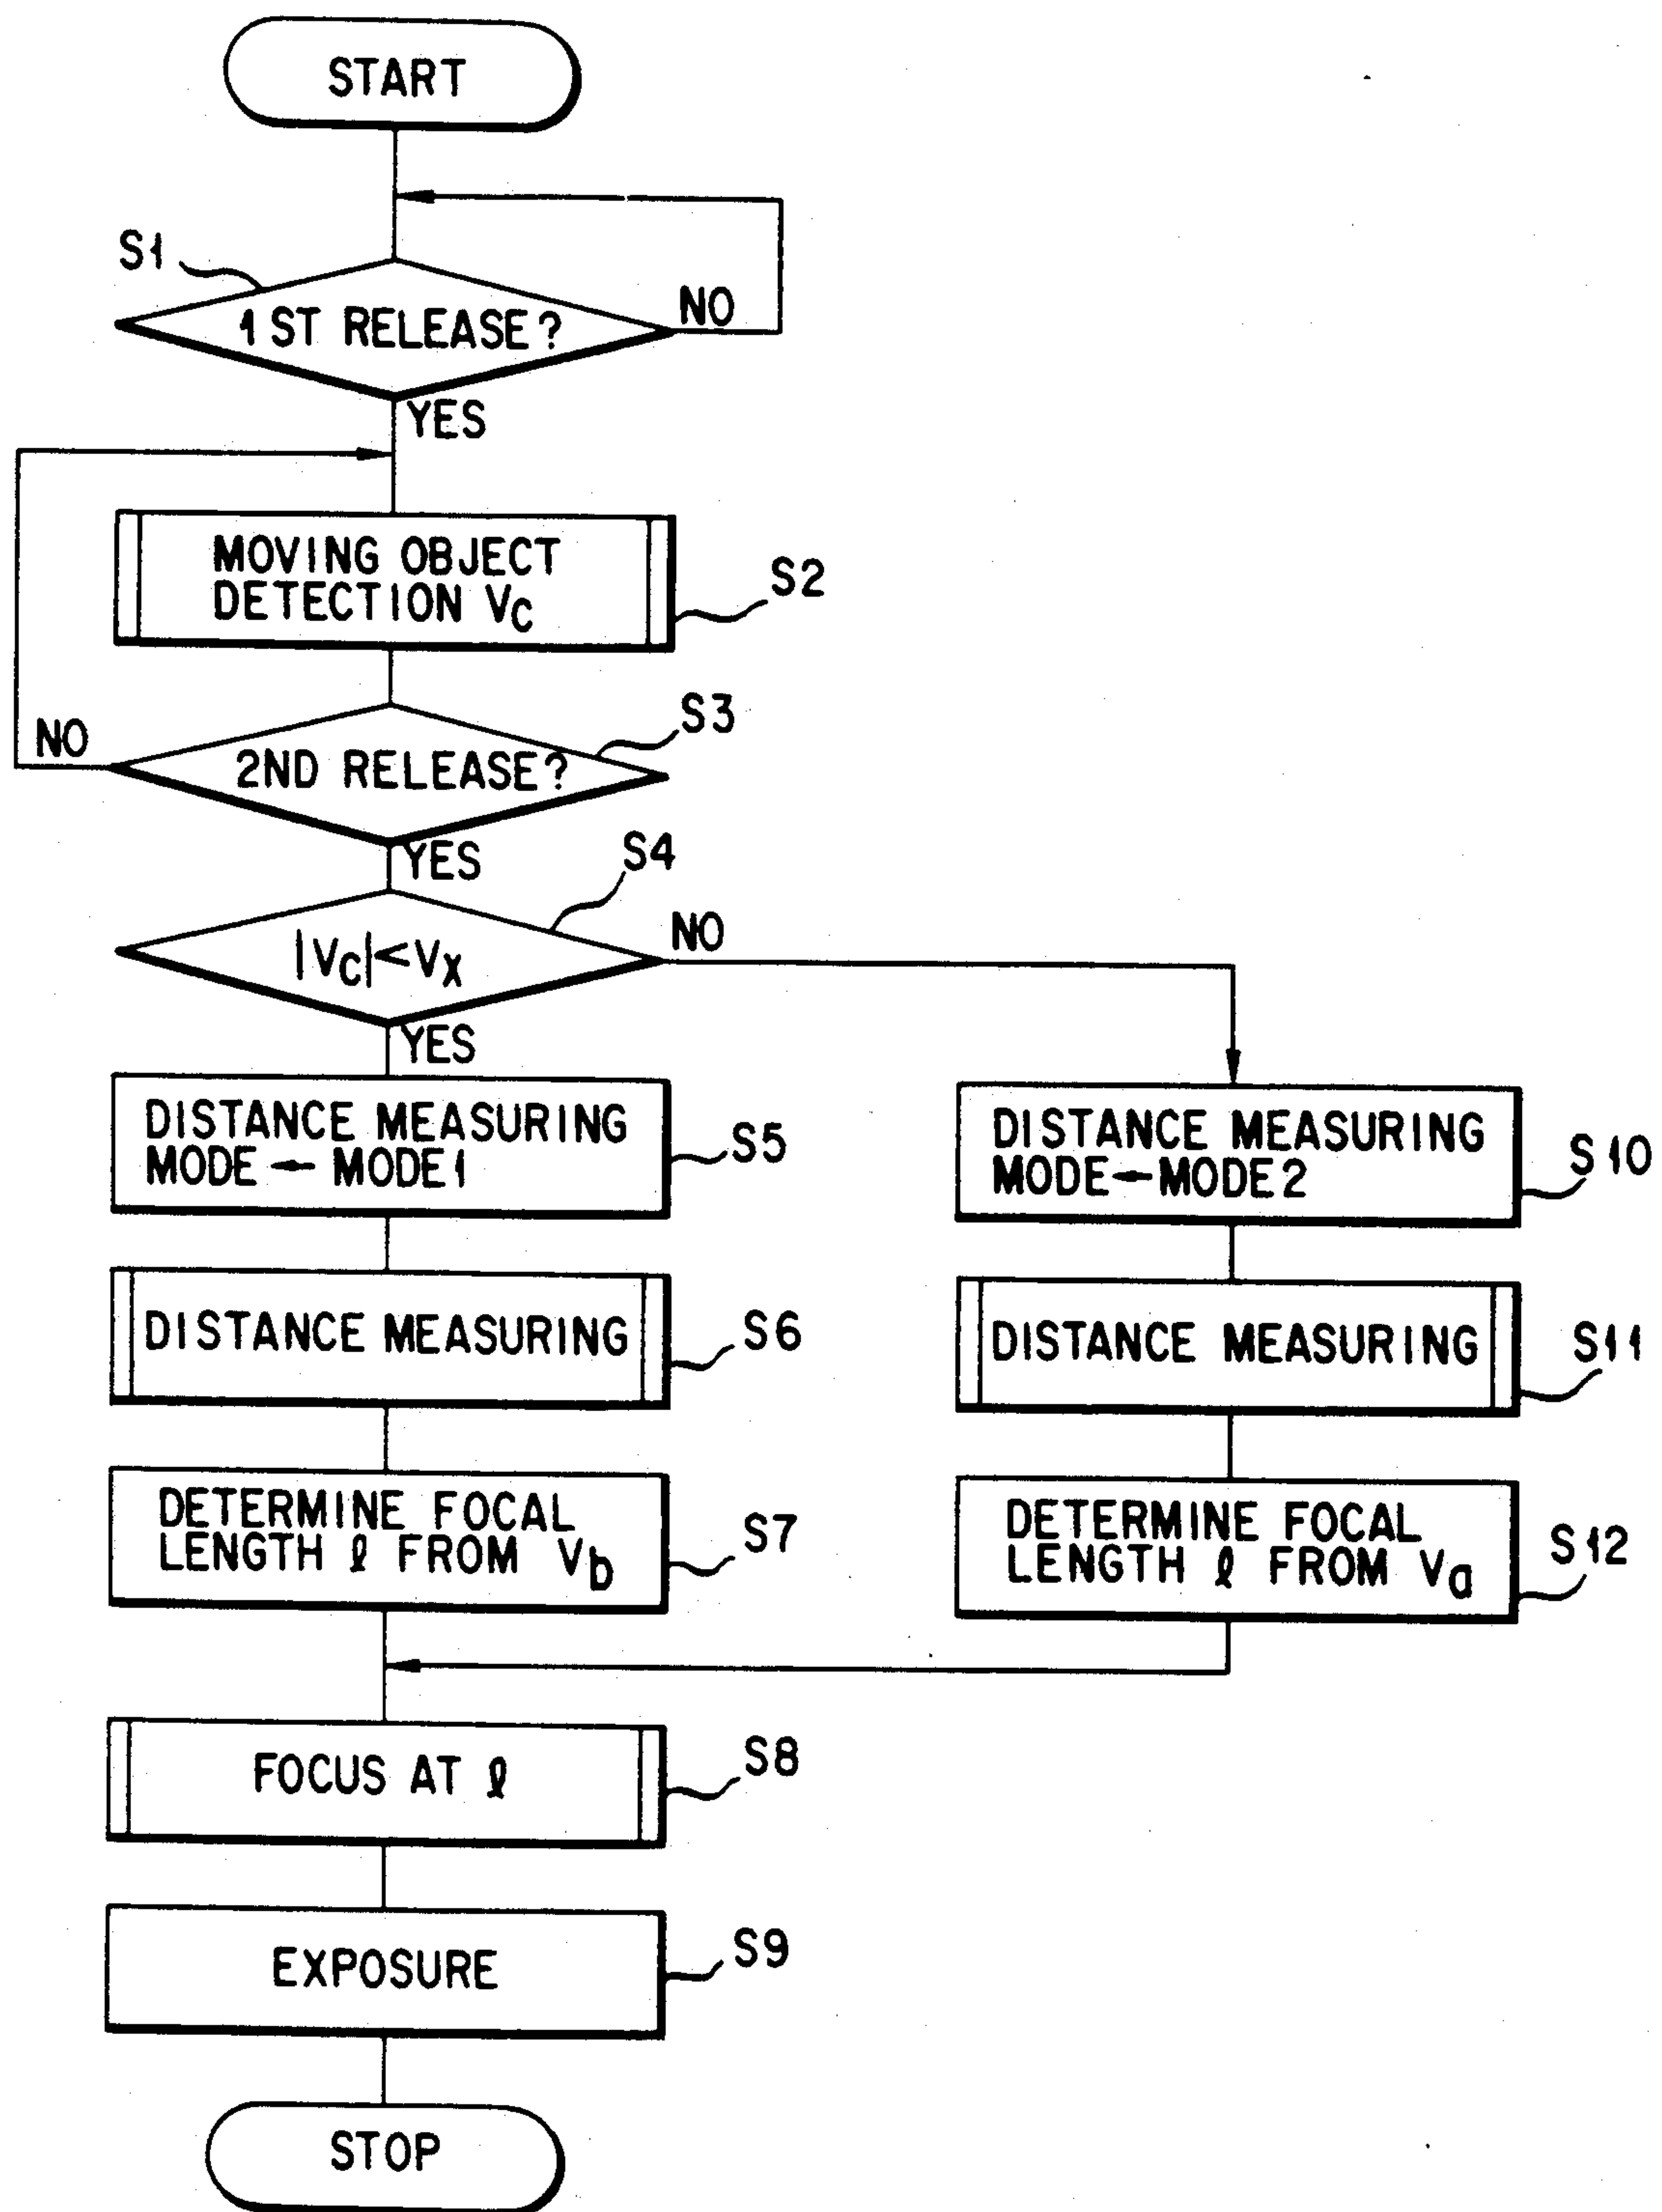 START
S1
1ST RELEASE?
NO
YES
MOVING OBJECT
DETECTION Vc
S2
S3
NO
2ND RELEASE?
YES
S4
|Vc|<Vx
NO
YES
DISTANCE MEASURING
MODE ← MODE1
S5
DISTANCE MEASURING
MODE←MODE2
S10
DISTANCE MEASURING
S6
DISTANCE MEASURING
S11
DETERMINE FOCAL
LENGTH ℓ FROM Vb
S7
DETERMINE FOCAL
LENGTH ℓ FROM Va
S12
FOCUS AT ℓ
S8
EXPOSURE
S9
STOP